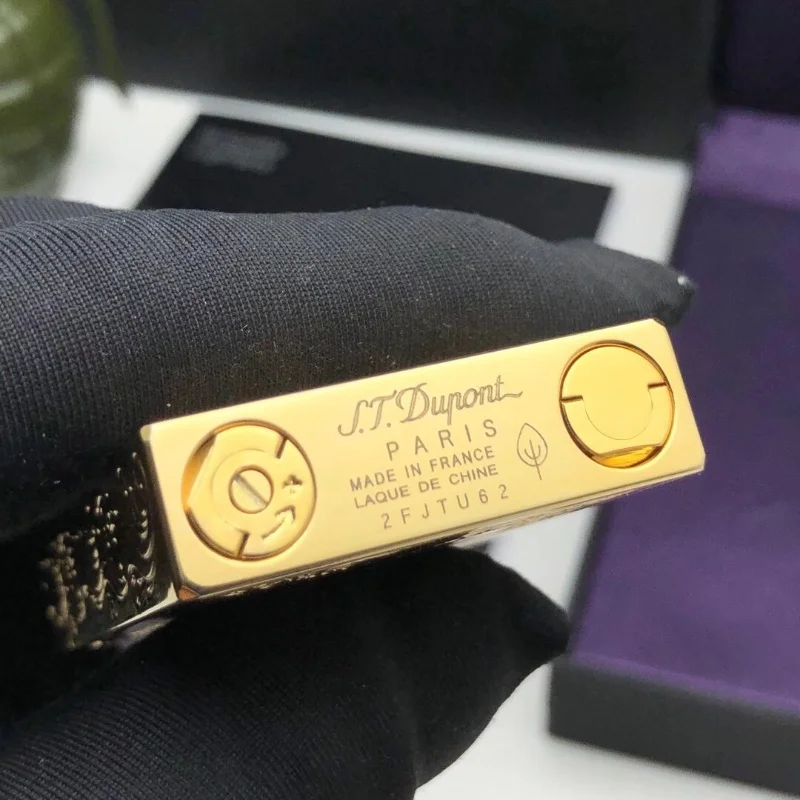 S.T. Dupont
PARIS
MADE IN FRANCE
LAQUE DE CHINE
2FJTU62
+